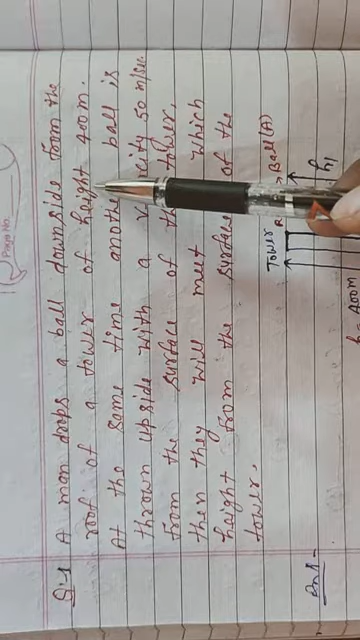 Page No.
Q.1 A man drops a ball downside from the
roof of a tower of height 400m.
At the same time another ball is
thrown upside with a 50 m/sec.
from the surface of the tower,
then they will meet which
height from the surface of the
tower.
Ans-
Tower
Ball (A)
h1
h= 400m